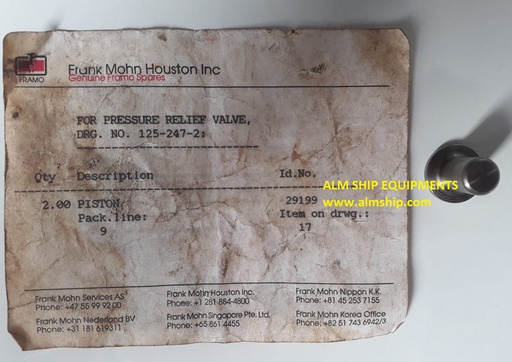 FRAMO
Frank Mohn Houston Inc
Genuine Framo Spares
FOR PRESSURE RELIEF VALVE,
DRG. NO. 125-247-2:
Qty Description Id.No.
2.00 PISTON 29199
Pack.line: Item on drwg.:
9 17
ALM SHIP EQUIPMENTS
www.almship.com
Frank Mohn Services AS Frank Mohn Houston Inc. Frank Mohn Nippon K.K.
Phone: +47 55 99 92 00 Phone: +1 281 884-4800 Phone: +81 45 253 7155
Frank Mohn Nederland BV Frank Mohn Singapore Pte. Ltd. Frank Mohn Korea Office
Phone: +31 181 619311 Phone: +65 861 4455 Phone: +82 51 743 6942/3